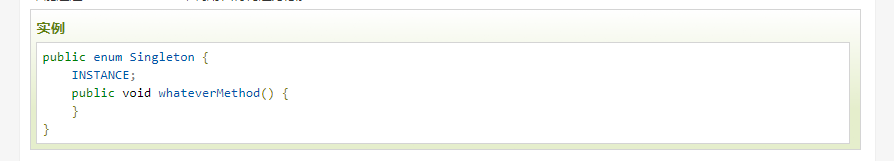 实例
public enum Singleton {
    INSTANCE;
    public void whateverMethod() {
    }
}